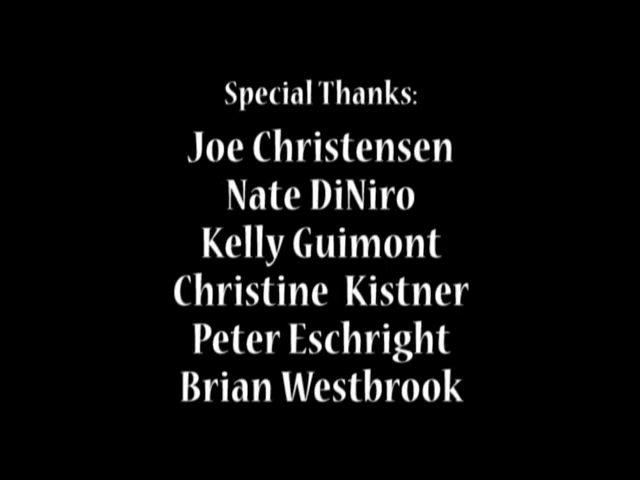 Special Thanks:
Joe Christensen
Nate DiNiro
Kelly Guimont
Christine Kistner
Peter Eschright
Brian Westbrook